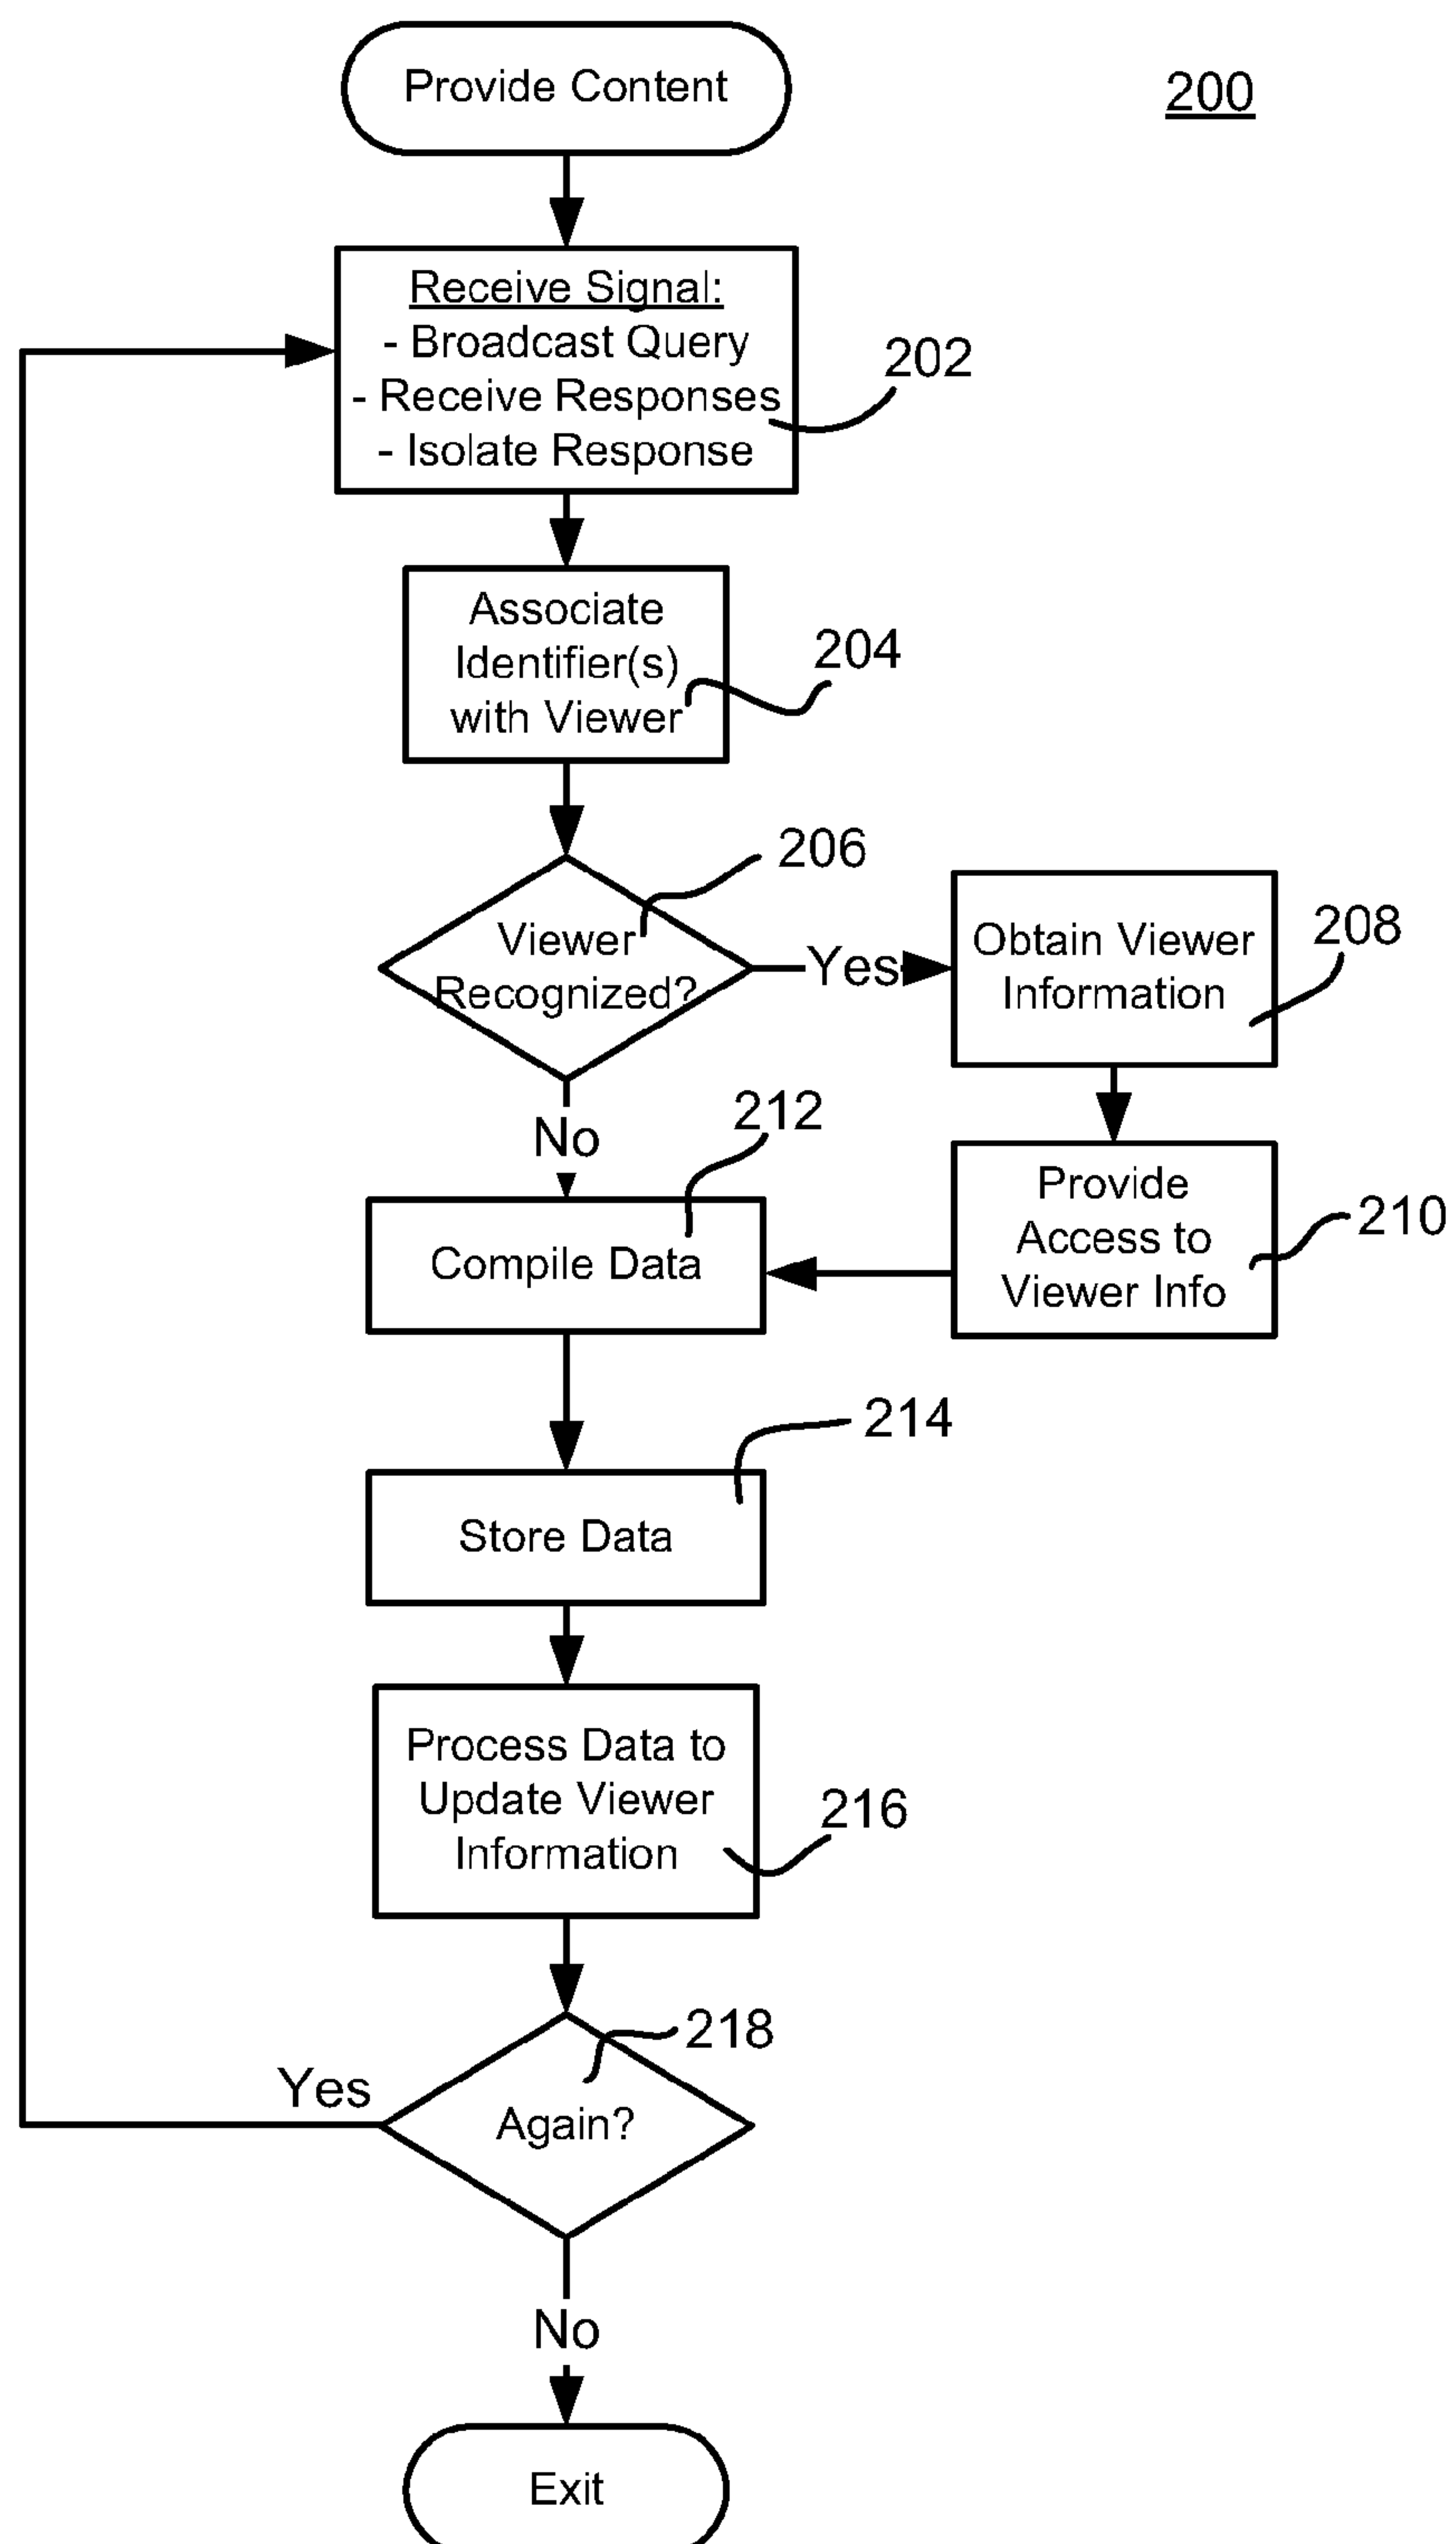 Provide Content
200
Receive Signal:
- Broadcast Query
- Receive Responses
- Isolate Response
202
Associate
Identifier(s)
with Viewer
204
206
Viewer
Recognized?
Yes
Obtain Viewer
Information
208
No
212
Provide
Access to
Viewer Info
210
Compile Data
214
Store Data
Process Data to
Update Viewer
Information
216
218
Yes
Again?
No
Exit